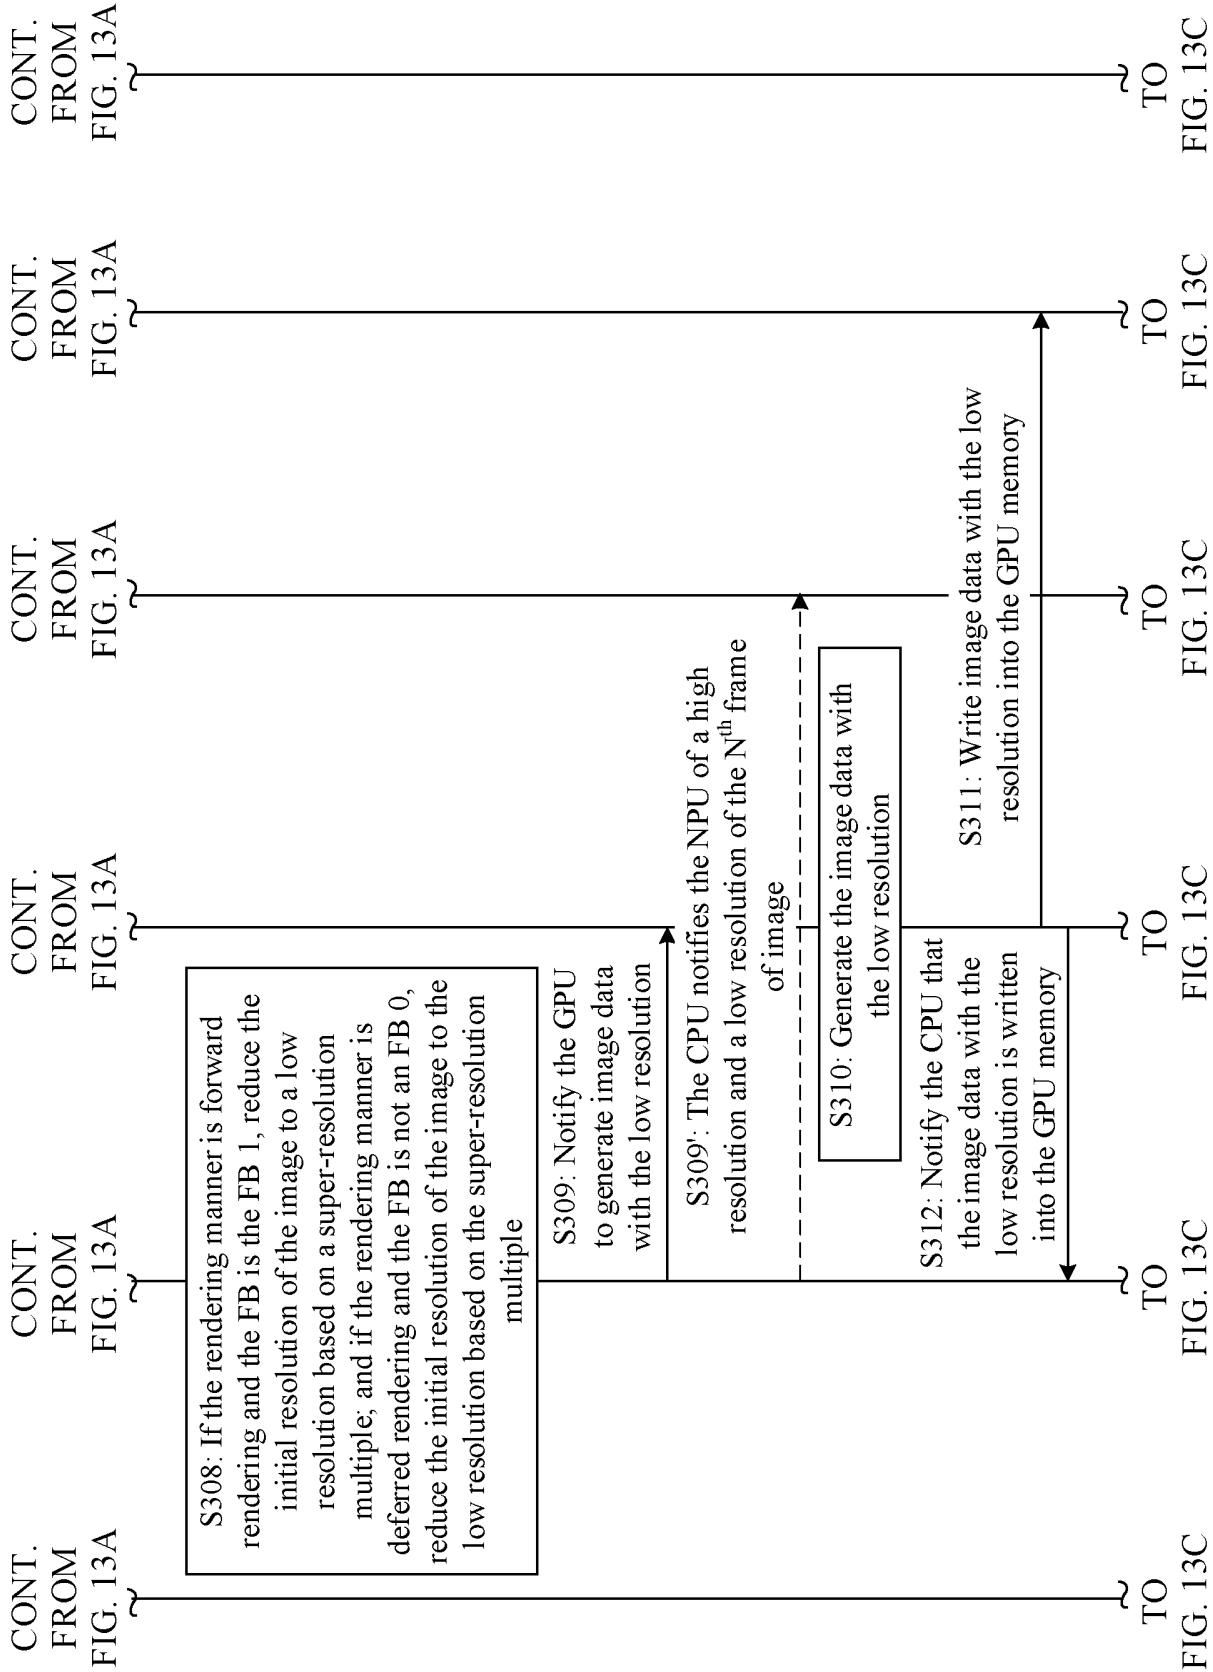 CONT.
FROM
FIG. 13A
CONT.
FROM
FIG. 13A
CONT.
FROM
FIG. 13A
CONT.
FROM
FIG. 13A
CONT.
FROM
FIG. 13A
CONT.
FROM
FIG. 13A
S308: If the rendering manner is forward
rendering and the FB is the FB 1, reduce the
initial resolution of the image to a low
resolution based on a super-resolution
multiple; and if the rendering manner is
deferred rendering and the FB is not an FB 0,
reduce the initial resolution of the image to the
low resolution based on the super-resolution
multiple
S309: Notify the GPU
to generate image data
with the low resolution
S309': The CPU notifies the NPU of a high
resolution and a low resolution of the Nth frame
of image
S310: Generate the image data with
the low resolution
S311: Write image data with the low
resolution into the GPU memory
S312: Notify the CPU that
the image data with the
low resolution is written
into the GPU memory
TO
FIG. 13C
TO
FIG. 13C
TO
FIG. 13C
TO
FIG. 13C
TO
FIG. 13C
TO
FIG. 13C